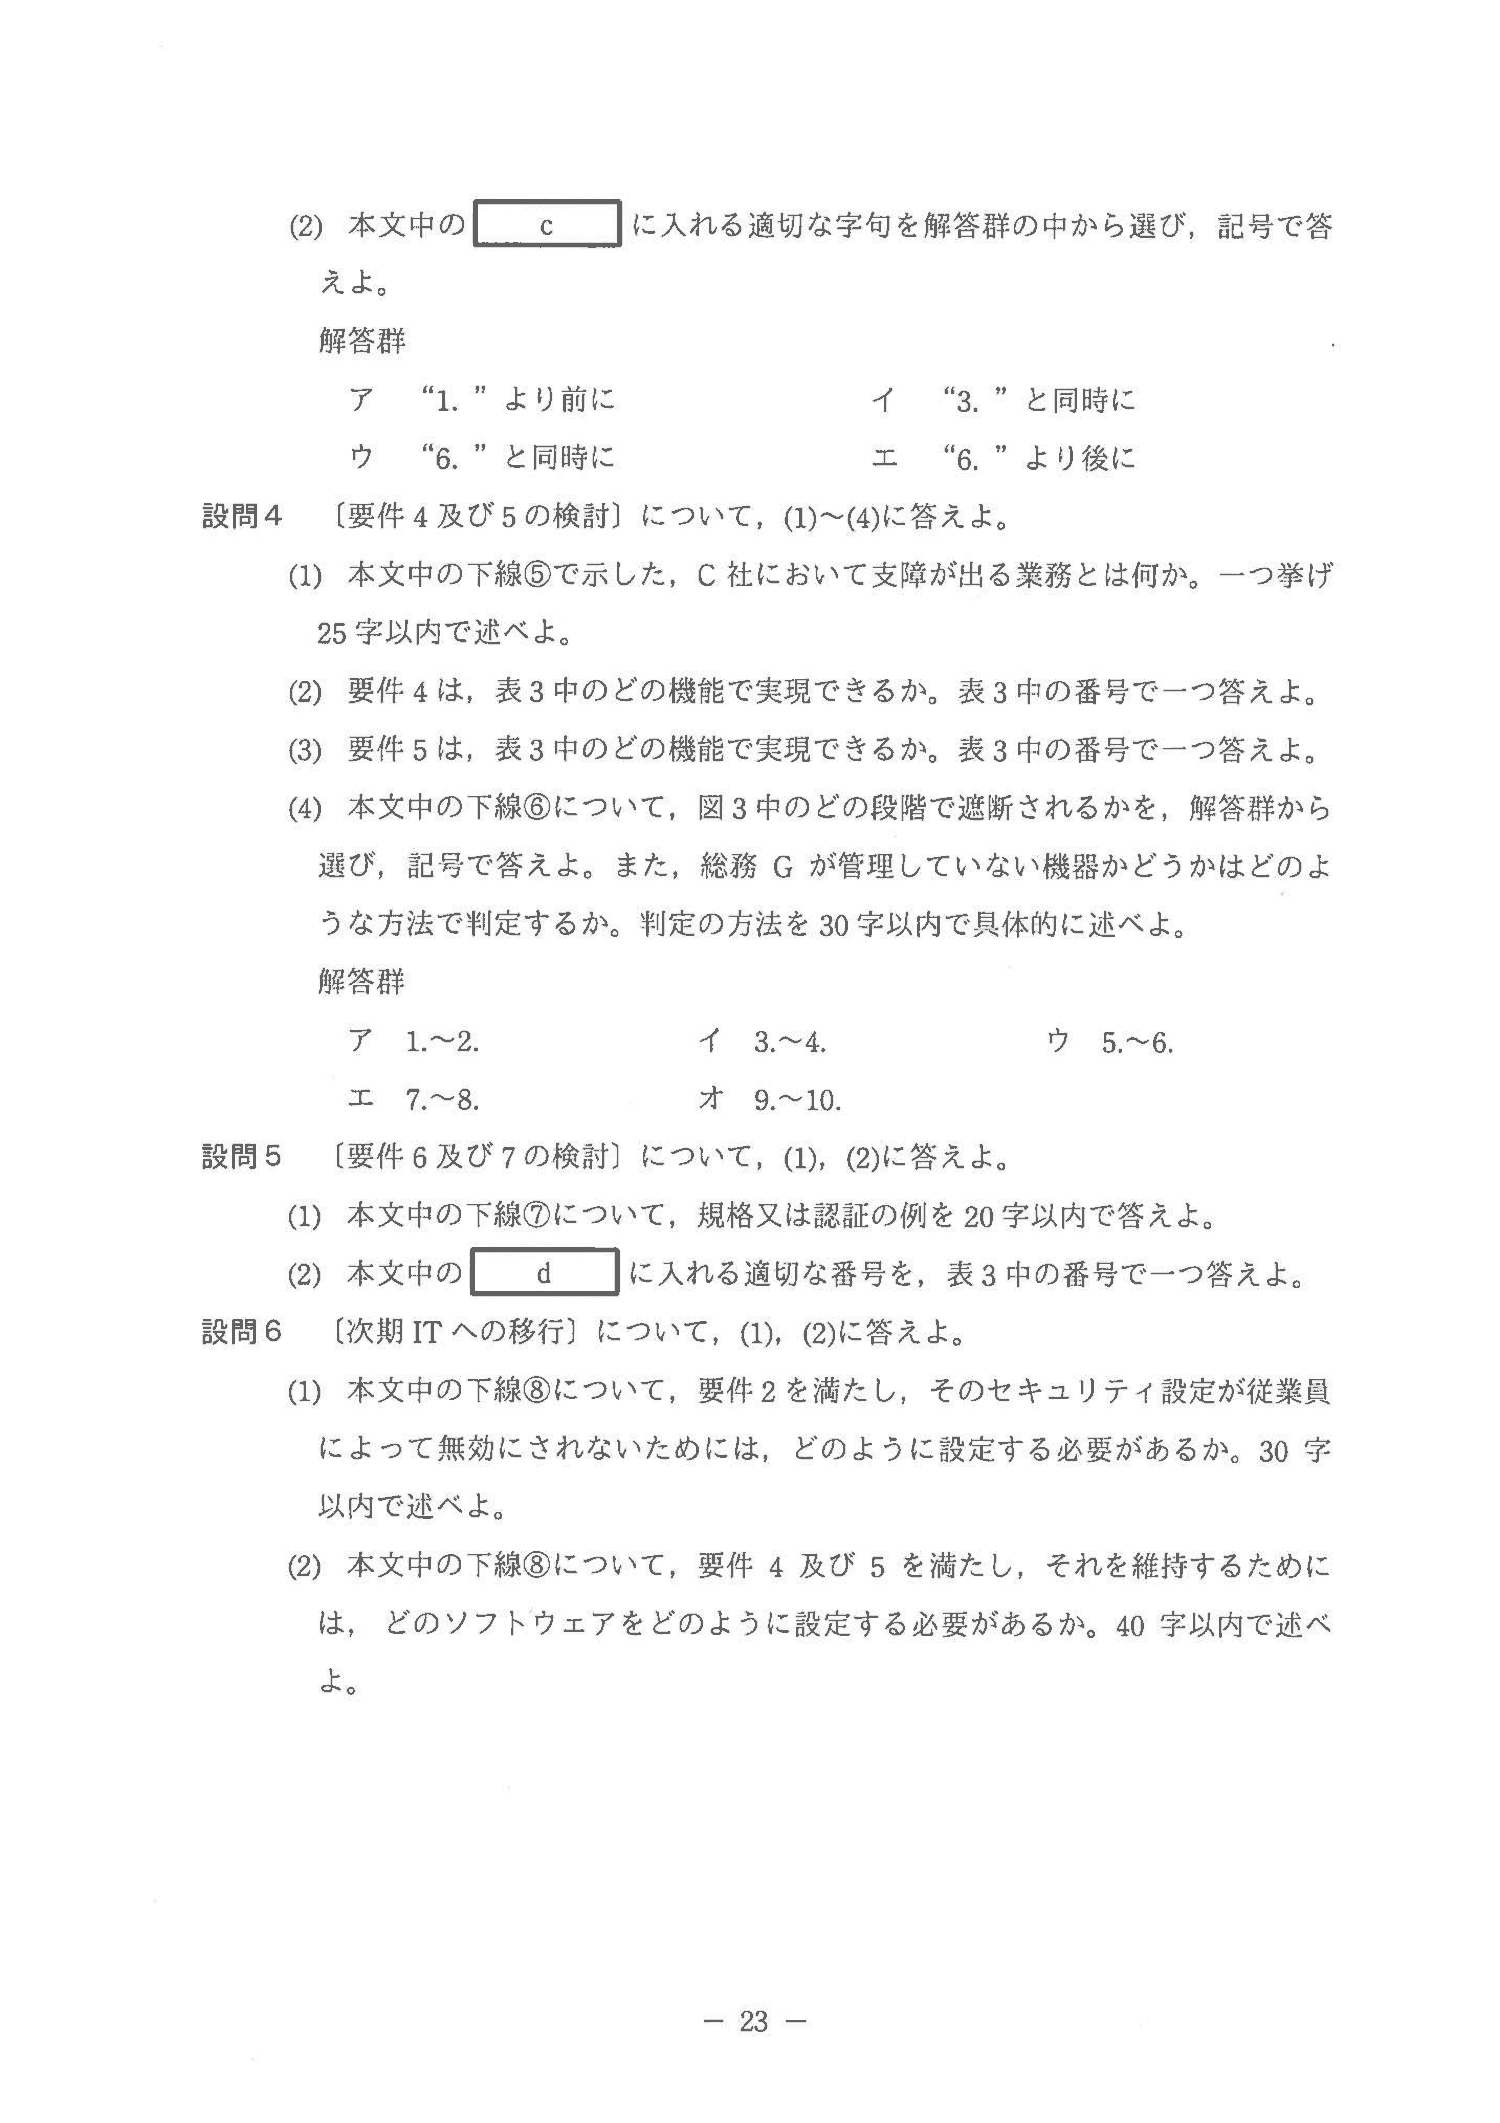 (2) 本文中の c に入れる適切な字句を解答群の中から選び，記号で答
えよ。
解答群
ア “1. ” より前に イ “3. ” と同時に
ウ “6. ” と同時に エ “6. ” より後に
設問4 〔要件 4 及び 5 の検討〕について，(1)～(4)に答えよ。
(1) 本文中の下線⑤で示した，C 社において支障が出る業務とは何か。一つ挙げ
25 字以内で述べよ。
(2) 要件 4 は，表 3 中のどの機能で実現できるか。表 3 中の番号で一つ答えよ。
(3) 要件 5 は，表 3 中のどの機能で実現できるか。表 3 中の番号で一つ答えよ。
(4) 本文中の下線⑥について，図 3 中のどの段階で遮断されるかを，解答群から
選び，記号で答えよ。また，総務 G が管理していない機器かどうかはどのよ
うな方法で判定するか。判定の方法を 30 字以内で具体的に述べよ。
解答群
ア 1.～2. イ 3.～4. ウ 5.～6.
エ 7.～8. オ 9.～10.
設問5 〔要件 6 及び 7 の検討〕について，(1)，(2)に答えよ。
(1) 本文中の下線⑦について，規格又は認証の例を 20 字以内で答えよ。
(2) 本文中の d に入れる適切な番号を，表 3 中の番号で一つ答えよ。
設問6 〔次期 IT への移行〕について，(1)，(2)に答えよ。
(1) 本文中の下線⑧について，要件 2 を満たし，そのセキュリティ設定が従業員
によって無効にされないためには，どのように設定する必要があるか。30 字
以内で述べよ。
(2) 本文中の下線⑧について，要件 4 及び 5 を満たし，それを維持するために
は，どのソフトウェアをどのように設定する必要があるか。40 字以内で述べ
よ。
－ 23 －